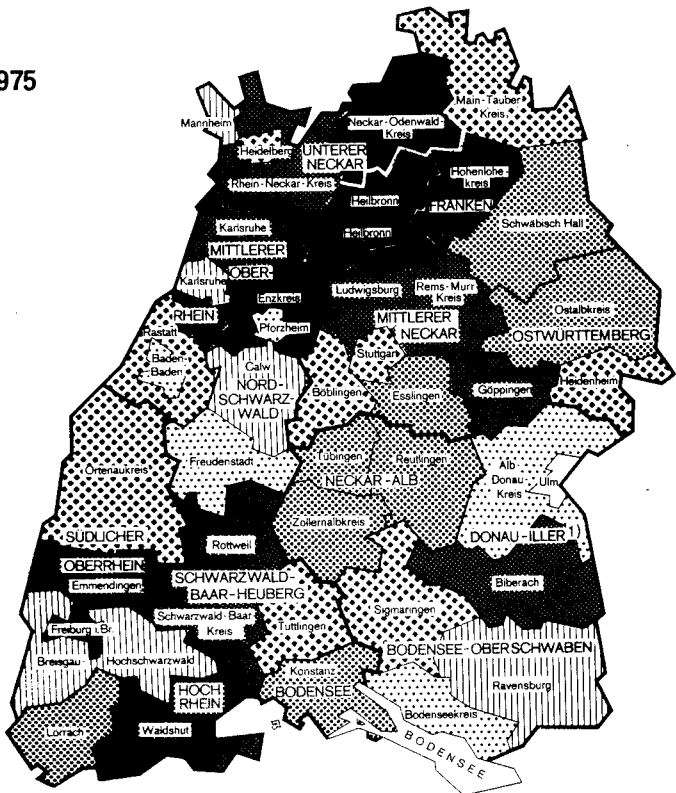 975
Main-Tauber
Kreis
Mannheim
Neckar-Odenwald
Kreis
Heidelberg
UNTERER
NECKAR
Hohenlohe-
kreis
Rhein-Neckar-Kreis
Heilbronn
FRANKEN
Schwäbisch Hall
Karlsruhe
Heilbronn
MITTLERER
OBER-
Karlsruhe
Enzkreis
Ludwigsburg
Rems-Murr
Kreis
Ostalbkreis
RHEIN
Pforzheim
MITTLERER
NECKAR
OSTWÜRTTEMBERG
Rastatt
Baden-
Baden
Stuttgart
Calw
NORD-
SCHWARZ-
WALD
Böblingen
Esslingen
Göppingen
Heidenheim
Ortenaukreis
Freudenstadt
Tübingen
Reutlingen
NECKAR-ALB
Alb
Donau-
Kreis
Ulm
Zollernalbkreis
SÜDLICHER
OBERRHEIN
Rottweil
DONAU-ILLER 1)
Emmendingen
SCHWARZWALD-
BAAR-HEUBERG
Biberach
Freiburg i.Br.
Schwarzwald-Baar
Kreis
Tuttlingen
Sigmaringen
Breisgau
Hochschwarzwald
BODENSEE-OBERSCHWABEN
HOCH
RHEIN
Konstanz
BODENSEE
Ravensburg
Lörrach
Waldshut
Bodenseekreis
BODENSEE